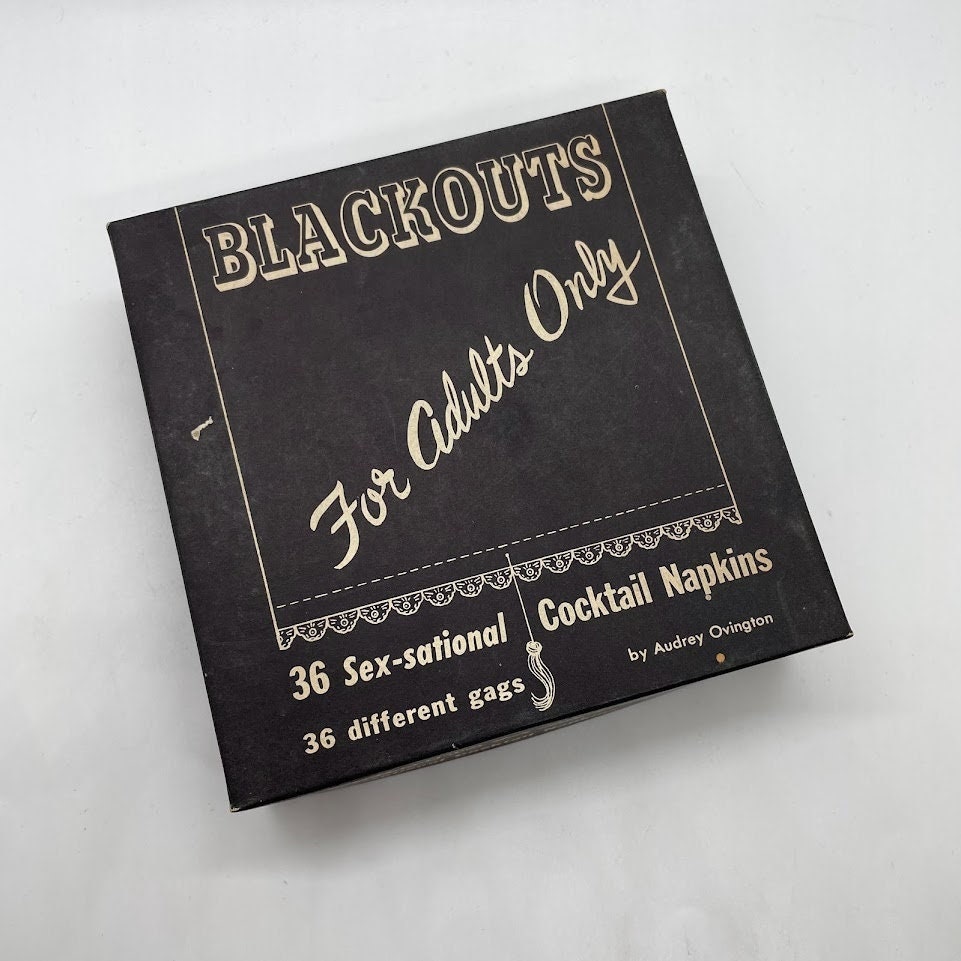 BLACKOUTS
For Adults Only
36 Sex-sational Cocktail Napkins
36 different gags
by Audrey Ovington